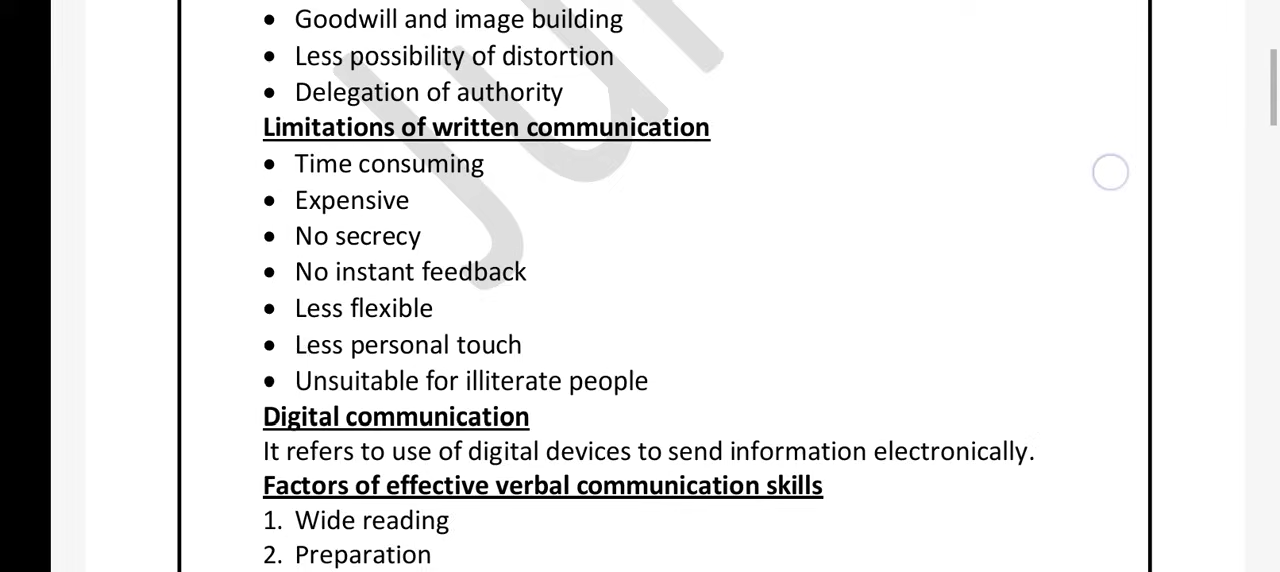 • Goodwill and image building
• Less possibility of distortion
• Delegation of authority
Limitations of written communication
• Time consuming
• Expensive
• No secrecy
• No instant feedback
• Less flexible
• Less personal touch
• Unsuitable for illiterate people
Digital communication
It refers to use of digital devices to send information electronically.
Factors of effective verbal communication skills
1. Wide reading
2. Preparation